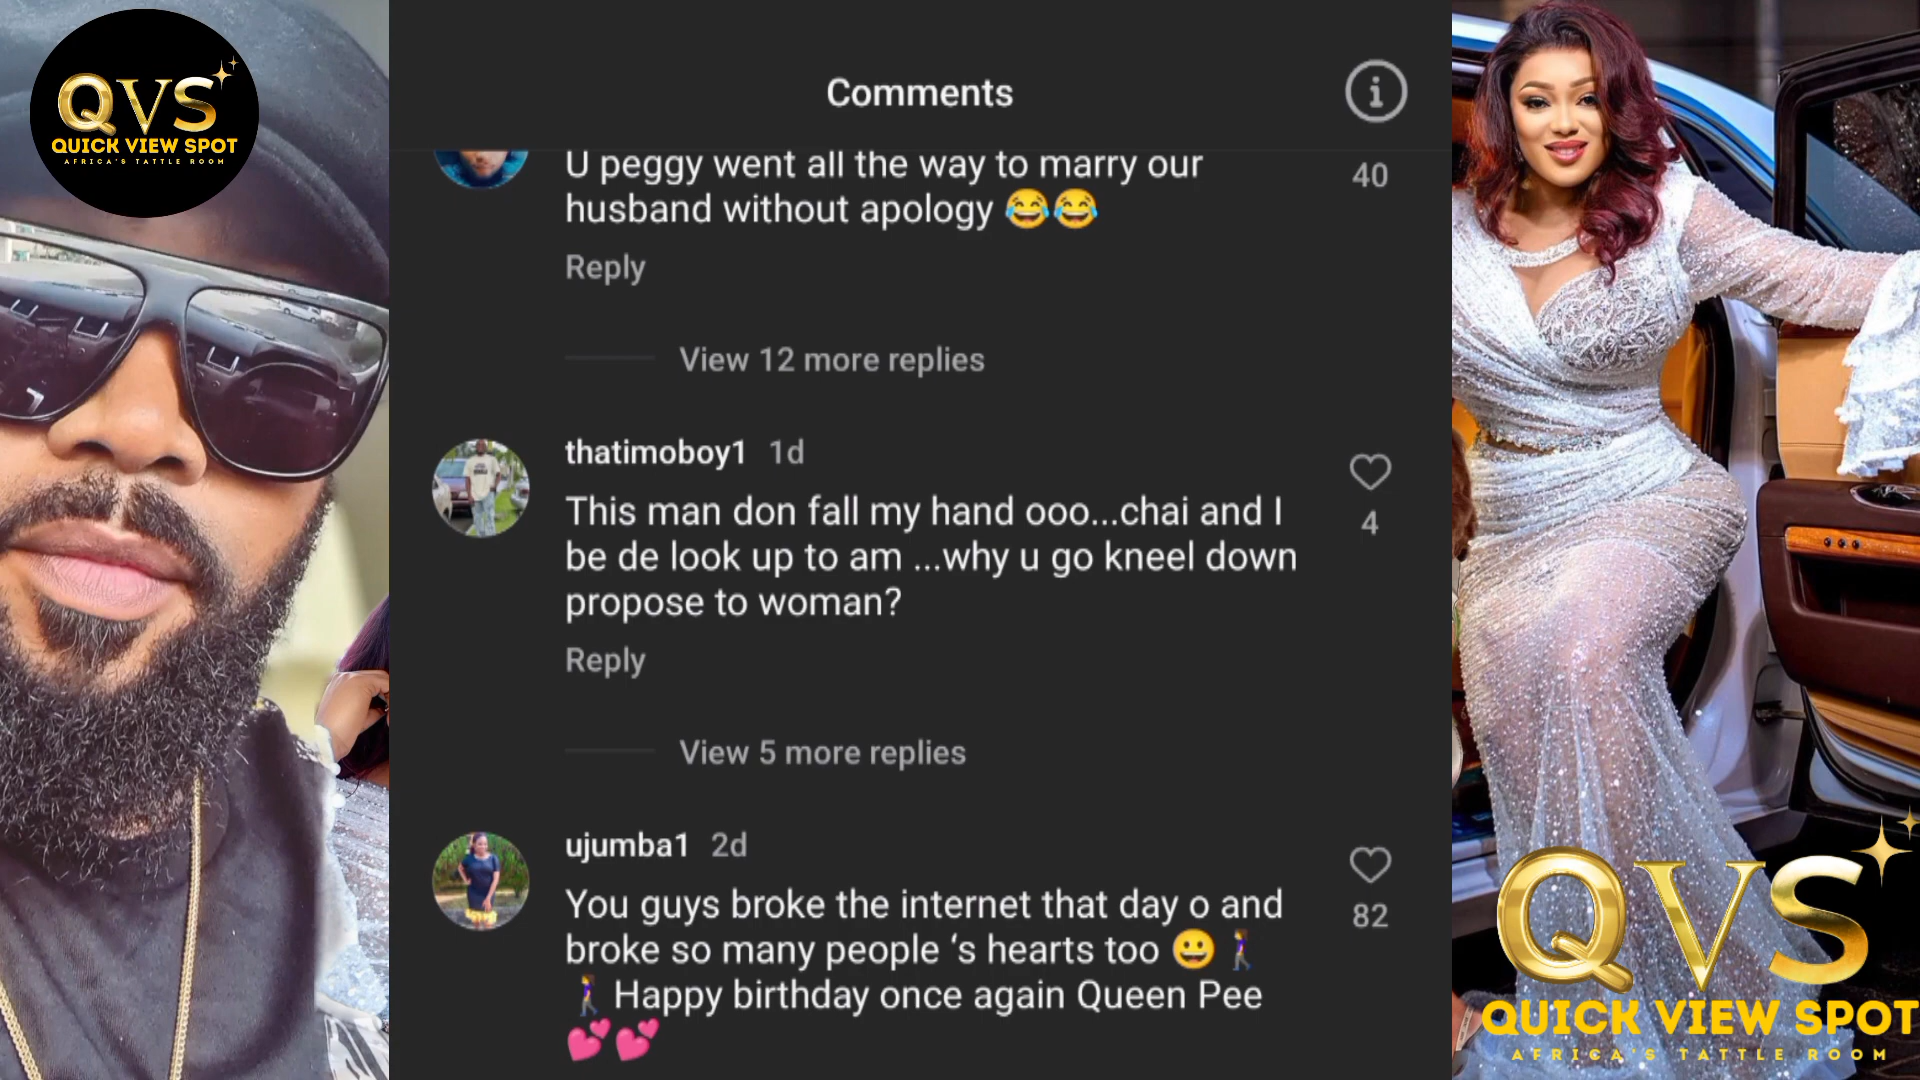 QVS
QUICK VIEW SPOT
AFRICA'S TATTLE ROOM
Comments
U peggy went all the way to marry our
husband without apology 😂😂
40
Reply
View 12 more replies
thatimoboy1 1d
This man don fall my hand ooo...chai and I
be de look up to am ...why u go kneel down
propose to woman?
4
Reply
View 5 more replies
ujumba1 2d
You guys broke the internet that day o and
broke so many people ‘s hearts too 😀🚶‍♀️
🚶‍♀️Happy birthday once again Queen Pee
💕💕
82
QVS
QUICK VIEW SPOT
AFRICA'S TATTLE ROOM